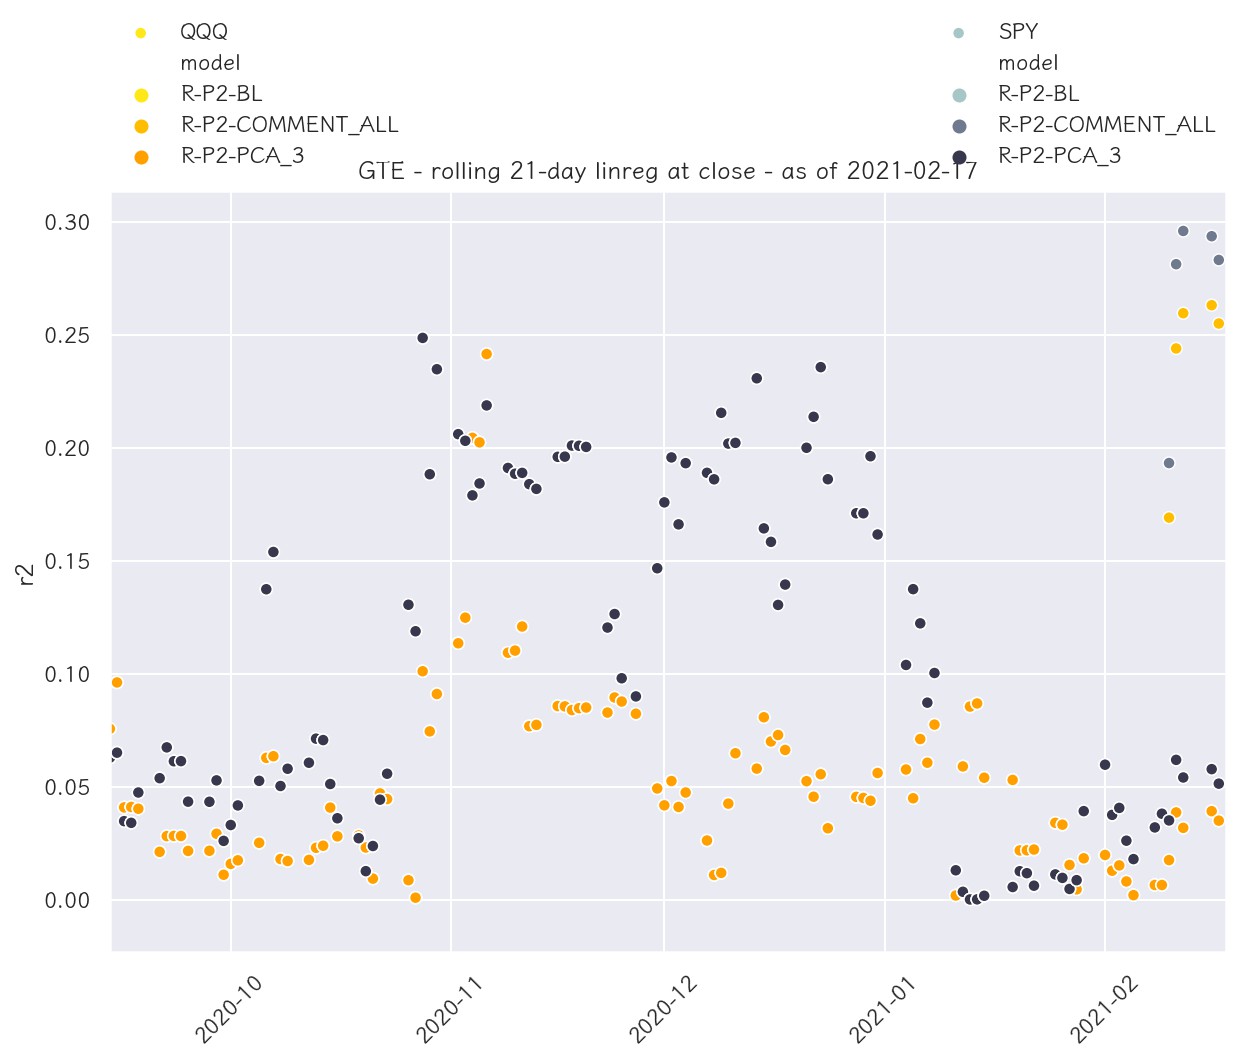 QQQ
model
R-P2-BL
R-P2-COMMENT_ALL
R-P2-PCA_3
SPY
model
R-P2-BL
R-P2-COMMENT_ALL
R-P2-PCA_3
GTE - rolling 21-day linreg at close - as of 2021-02-17
0.30
0.25
0.20
0.15
0.10
0.05
0.00
r2
2020-10
2020-11
2020-12
2021-01
2021-02